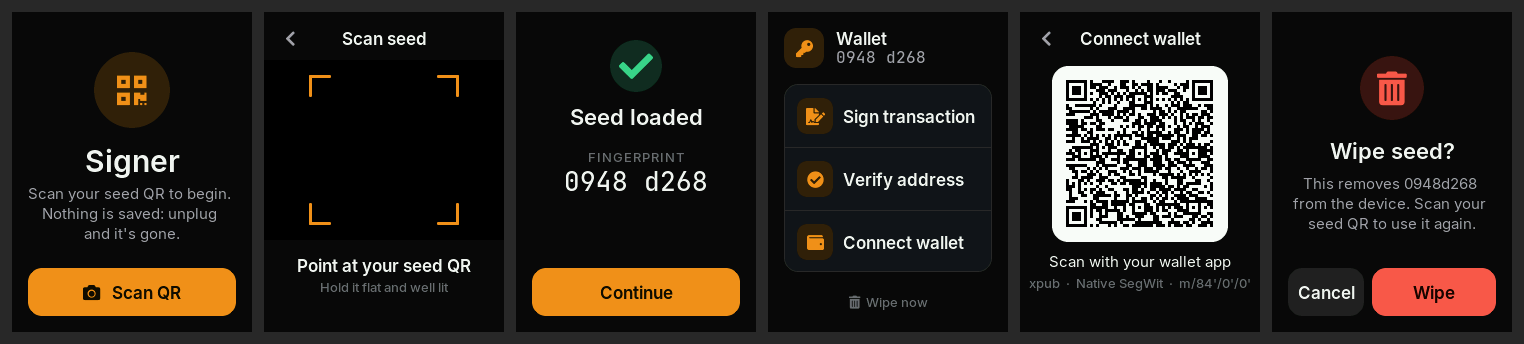 Signer
Scan your seed QR to begin.
Nothing is saved: unplug
and it's gone.
Scan QR
Scan seed
Point at your seed QR
Hold it flat and well lit
Seed loaded
FINGERPRINT
0948 d268
Continue
Wallet
0948 d268
Sign transaction
Verify address
Connect wallet
Wipe now
Connect wallet
Scan with your wallet app
xpub · Native SegWit · m/84'/0'/0'
Wipe seed?
This removes 0948d268
from the device. Scan your
seed QR to use it again.
Cancel
Wipe